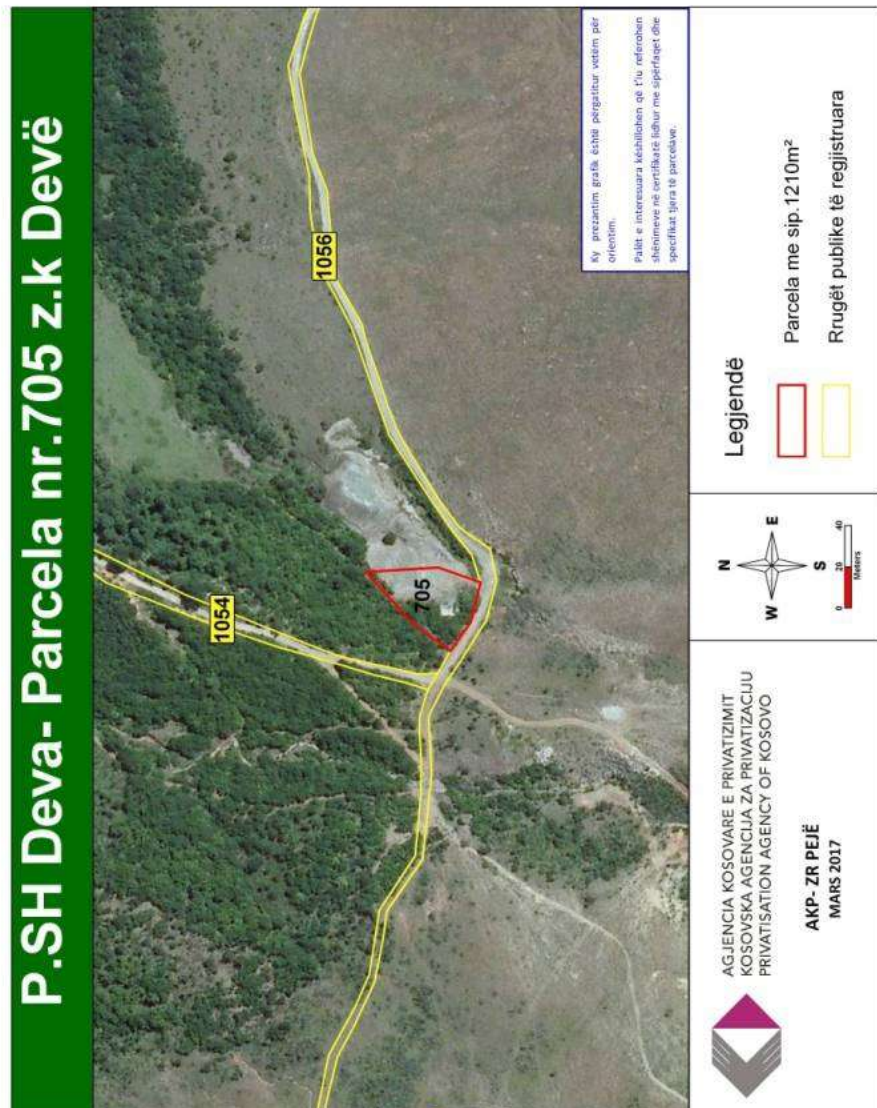 P.SH Deva- Parcela nr.705 z.k Devë
1054
1056
705
Ky prezantim grafik është përgatitur vetëm për
orientim.
Palët e interesuara këshillohen që t'iu referohen
shënimeve në certifikatë lidhur me sipërfaqet dhe
specifikat tjera të parcelave.
AGJENCIA KOSOVARE E PRIVATIZIMIT
KOSOVSKA AGENCIJA ZA PRIVATIZACIJU
PRIVATISATION AGENCY OF KOSOVO
AKP- ZR PEJË
MARS 2017
N
W
E
S
0 20 40
Meters
Legjendë
Parcela me sip.1210m²
Rrugët publike të regjistruara